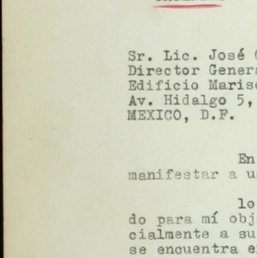 Sr. Lic. José
Director Genera
Edificio Maris
Av. Hidalgo 5,
MEXICO, D.F.
En
manifestar a u
lo
do para mí obj
cialmente a su
se encuentra e